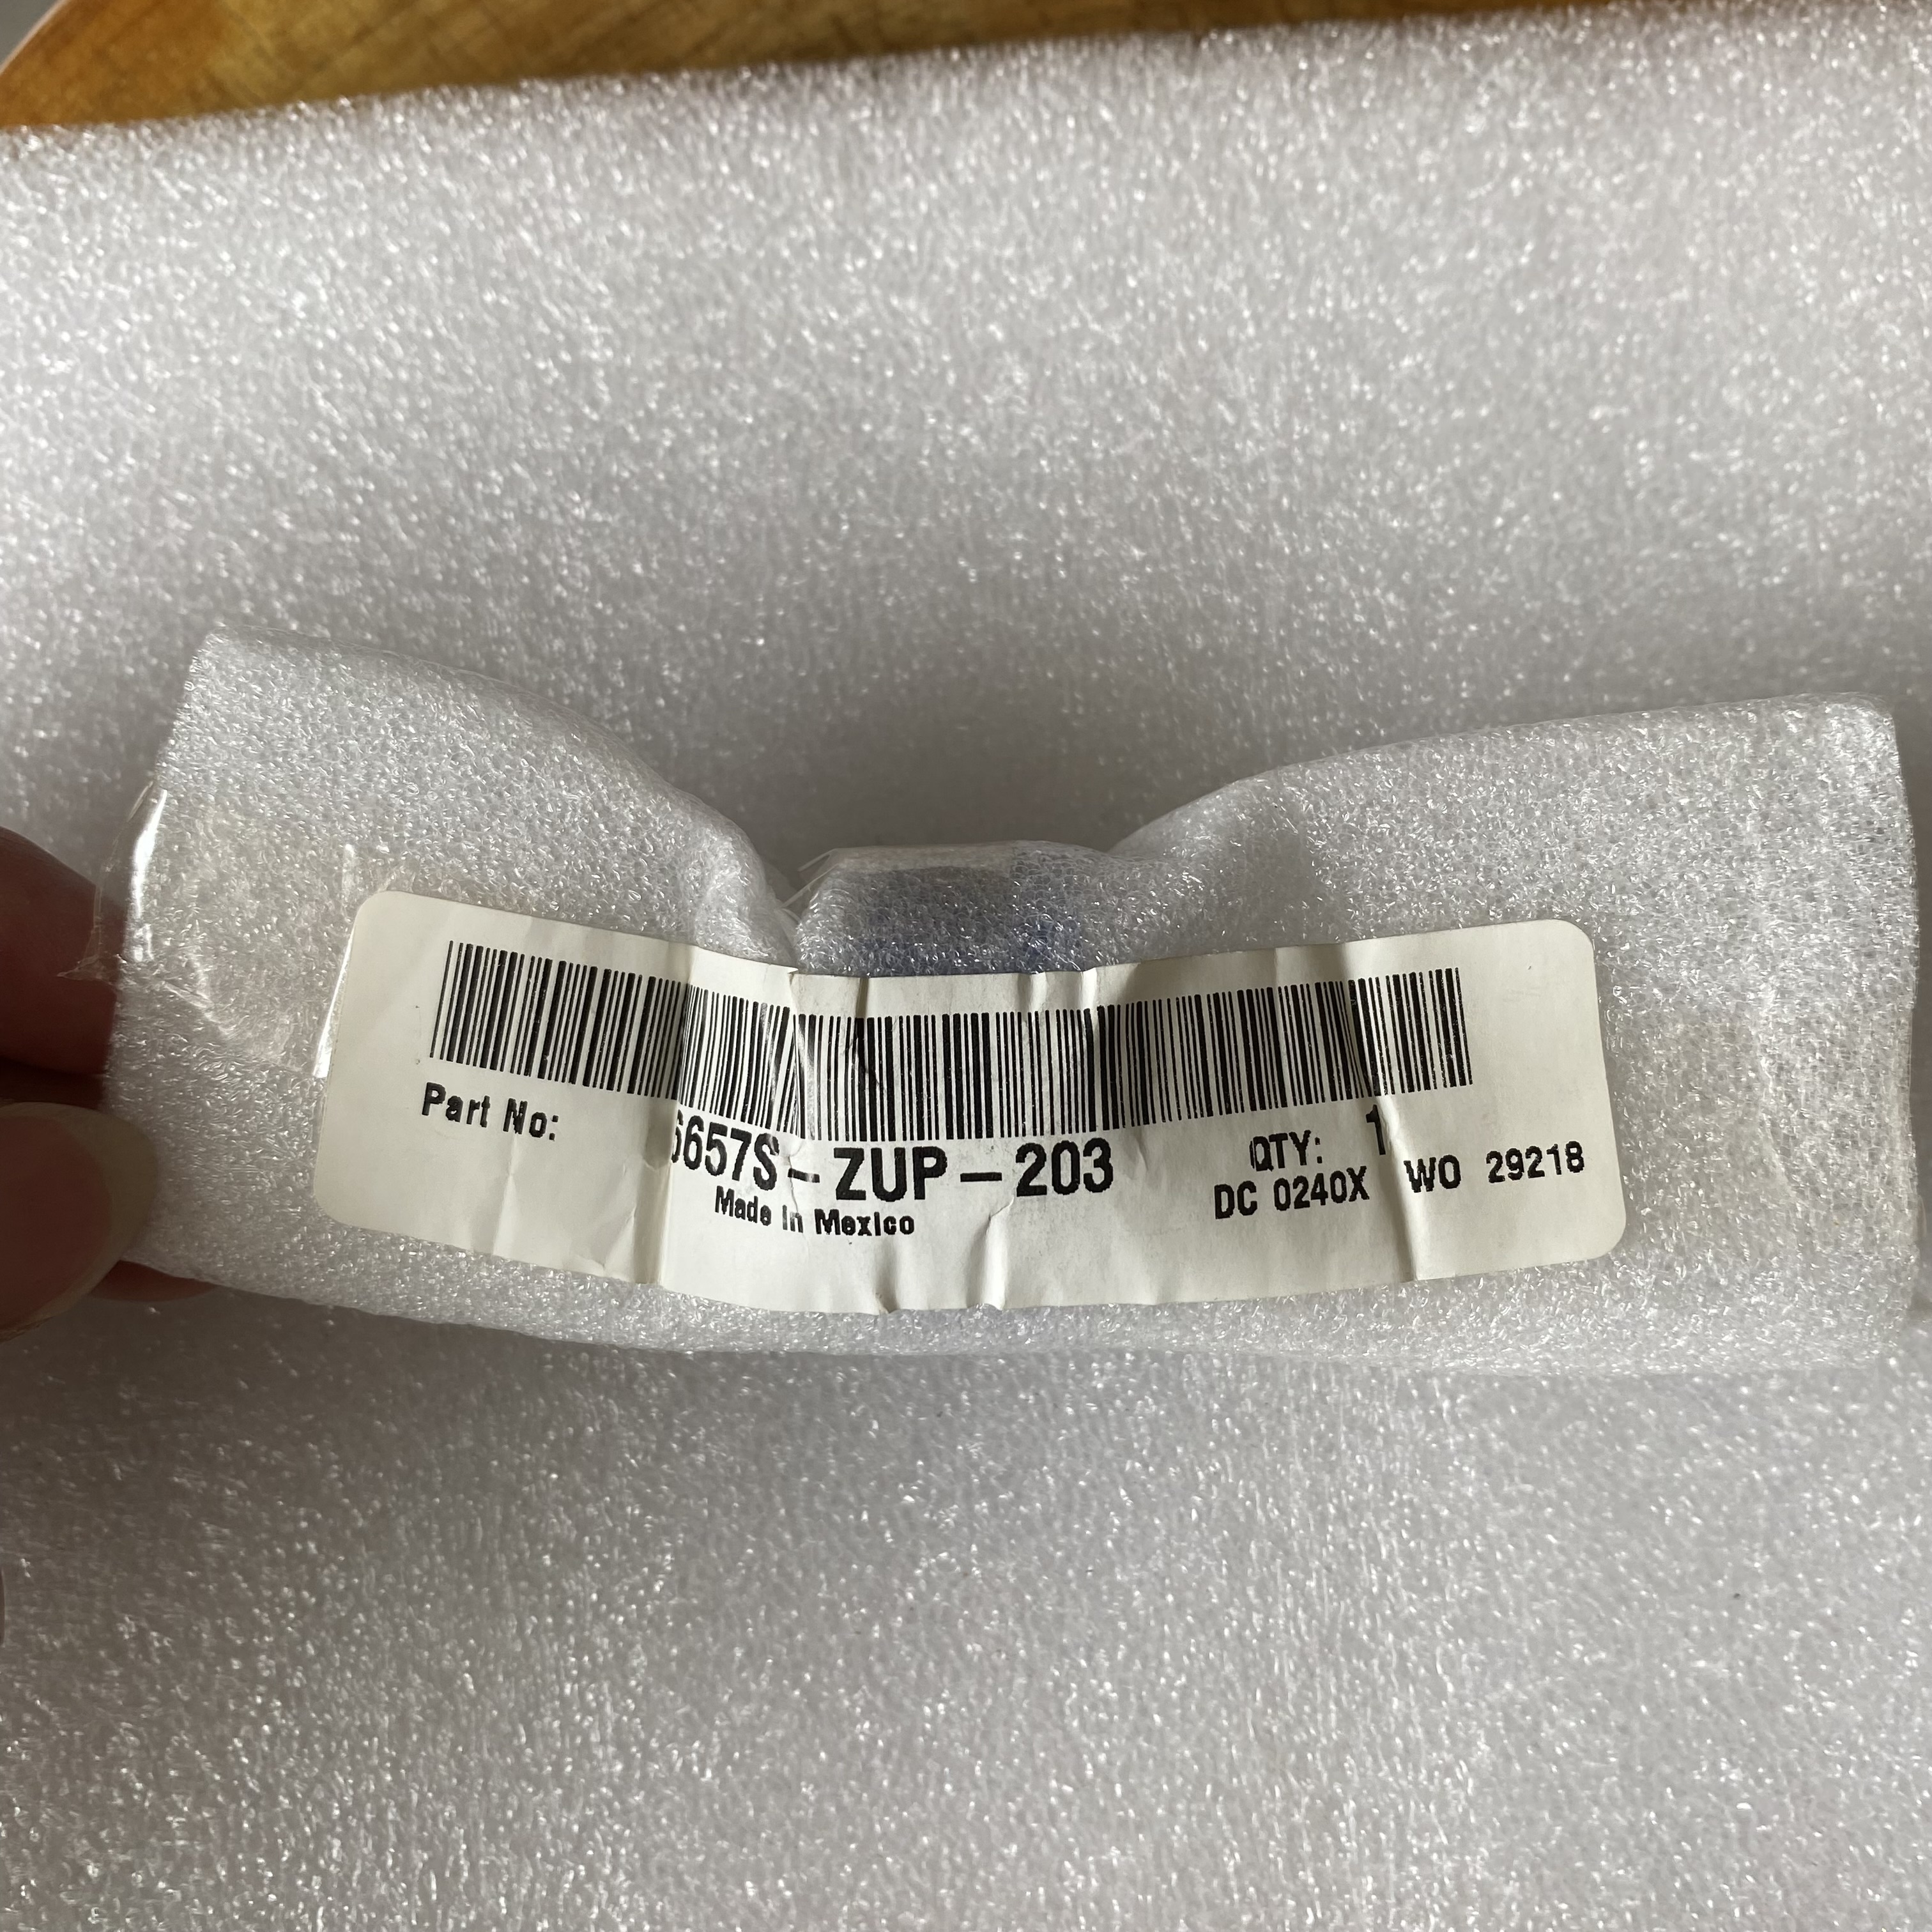 Part No: 6657S-ZUP-203 QTY: 1
Made in Mexico DC 0240X WO 29218